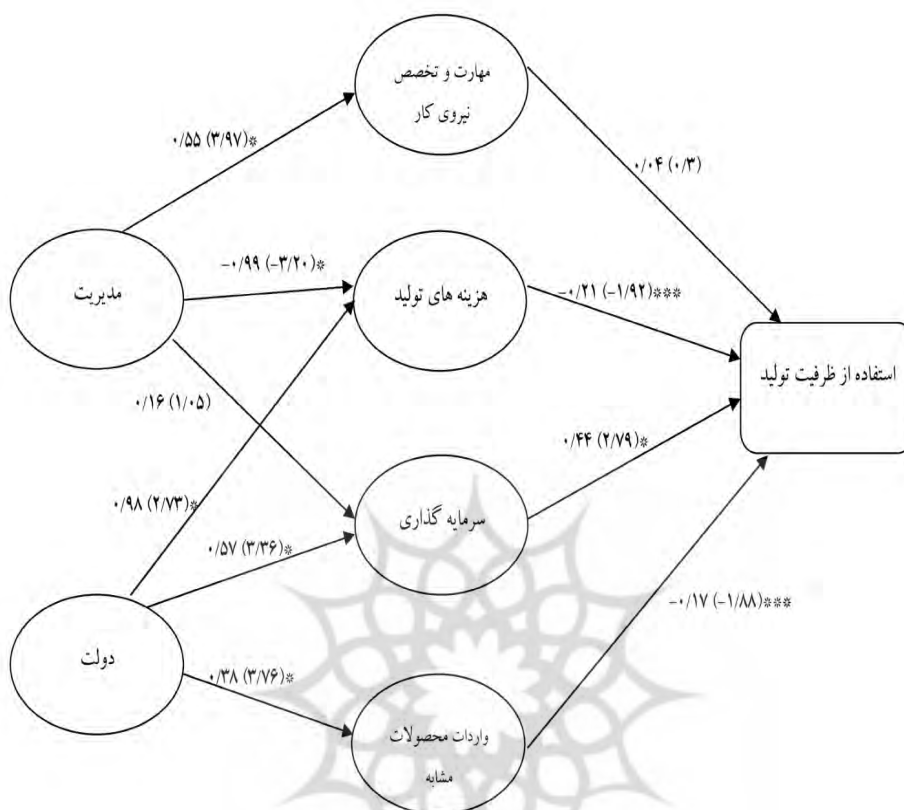 مهارت و تخصص
نیروی کار
۰/۵۵ (۳/۹۷)*
۰/۰۴ (۰/۳)
مدیریت
-۰/۹۹ (-۳/۲۰)*
هزینه های تولید
-۰/۲۱ (-۱/۹۲)***
استفاده از ظرفیت تولید
۰/۱۶ (۱/۰۵)
۰/۴۴ (۲/۷۹)*
۰/۹۸ (۲/۷۳)*
سرمایه گذاری
۰/۵۷ (۳/۳۶)*
-۰/۱۷ (-۱/۸۸)***
دولت
۰/۳۸ (۳/۷۶)*
واردات محصولات
مشابه